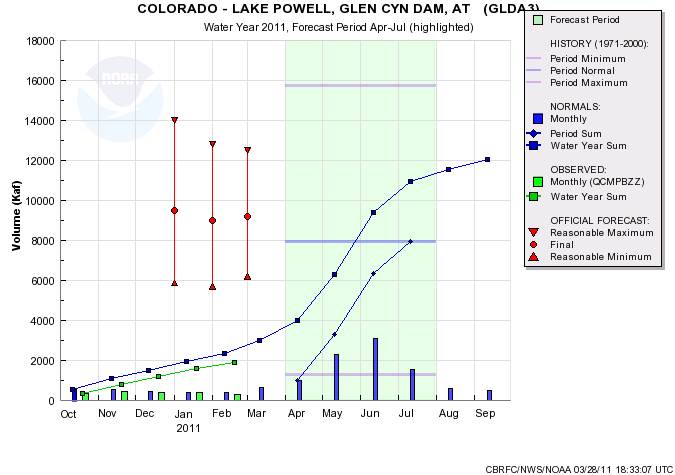 COLORADO - LAKE POWELL, GLEN CYN DAM, AT (GLDA3)
Water Year 2011, Forecast Period Apr-Jul (highlighted)
18000
16000
14000
12000
10000
8000
6000
4000
2000
0
Volume (Kaf)
NOAA
Oct Nov Dec Jan Feb Mar Apr May Jun Jul Aug Sep
2011
Forecast Period
HISTORY (1971-2000):
Period Minimum
Period Normal
Period Maximum
NORMALS:
Monthly
Period Sum
Water Year Sum
OBSERVED:
Monthly (QCMPBZZ)
Water Year Sum
OFFICIAL FORECAST:
Reasonable Maximum
Final
Reasonable Minimum
CBRFC/NWS/NOAA 03/28/11 18:33:07 UTC